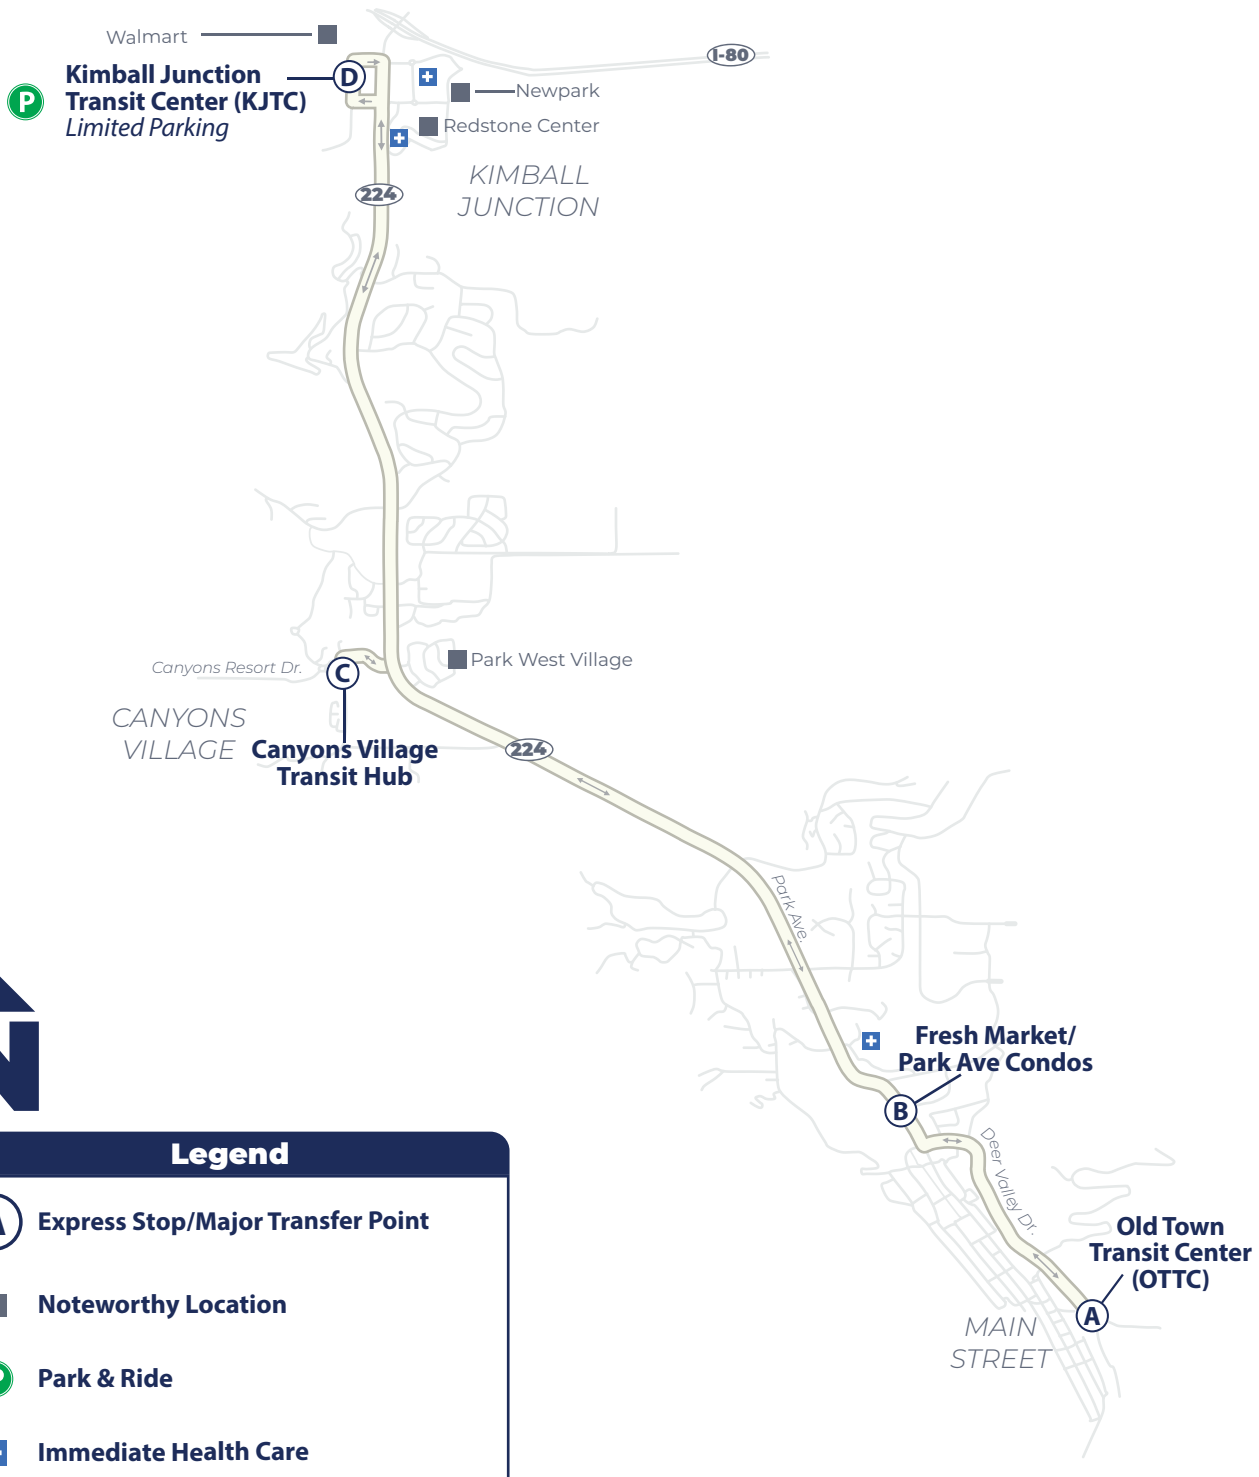 Walmart
I-80
Kimball Junction
Transit Center (KJTC)
Limited Parking
P
D
Newpark
Redstone Center
KIMBALL
JUNCTION
224
Canyons Resort Dr.
C
Park West Village
CANYONS
VILLAGE
Canyons Village
Transit Hub
224
Park Ave.
Fresh Market/
Park Ave Condos
B
Deer Valley Dr.
Old Town
Transit Center
(OTTC)
A
MAIN
STREET
N
Legend
A
Express Stop/Major Transfer Point
Noteworthy Location
P
Park & Ride
Immediate Health Care